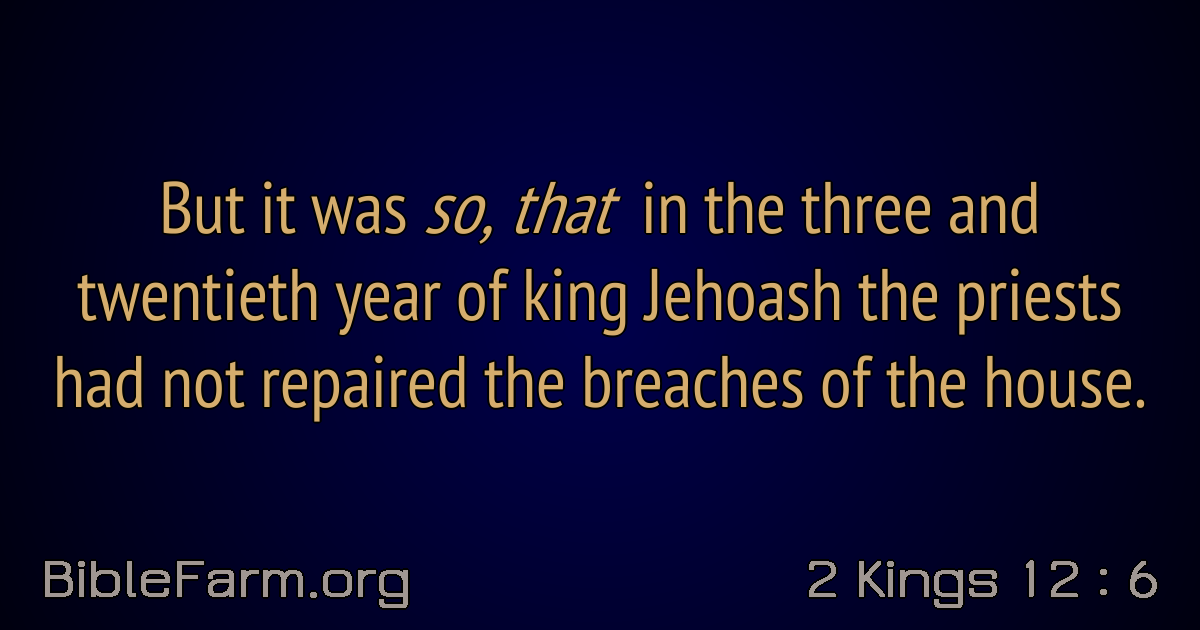 But it was so, that in the three and
twentieth year of king Jehoash the priests
had not repaired the breaches of the house.
BibleFarm.org
2 Kings 12 : 6